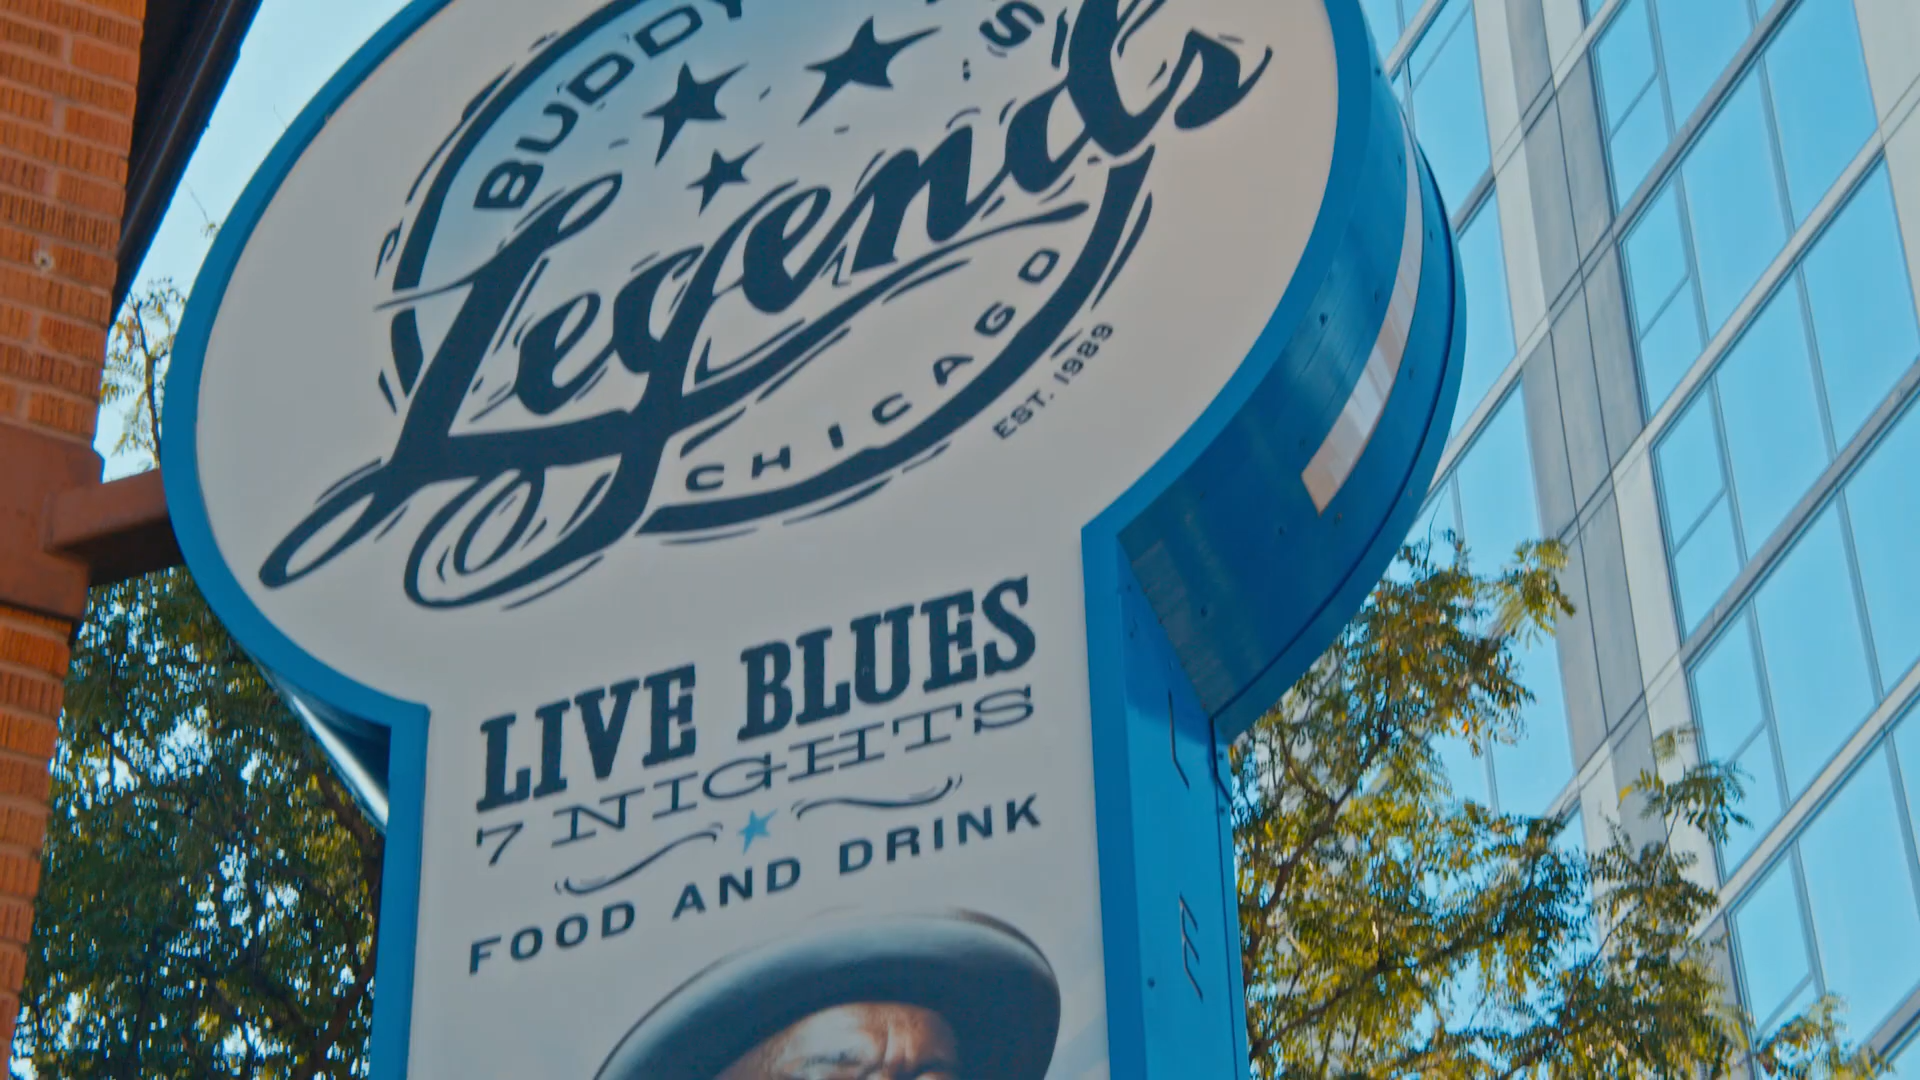 BUDDY
Legends
CHICAGO
EST. 1989
LIVE BLUES
7 NIGHTS
FOOD AND DRINK